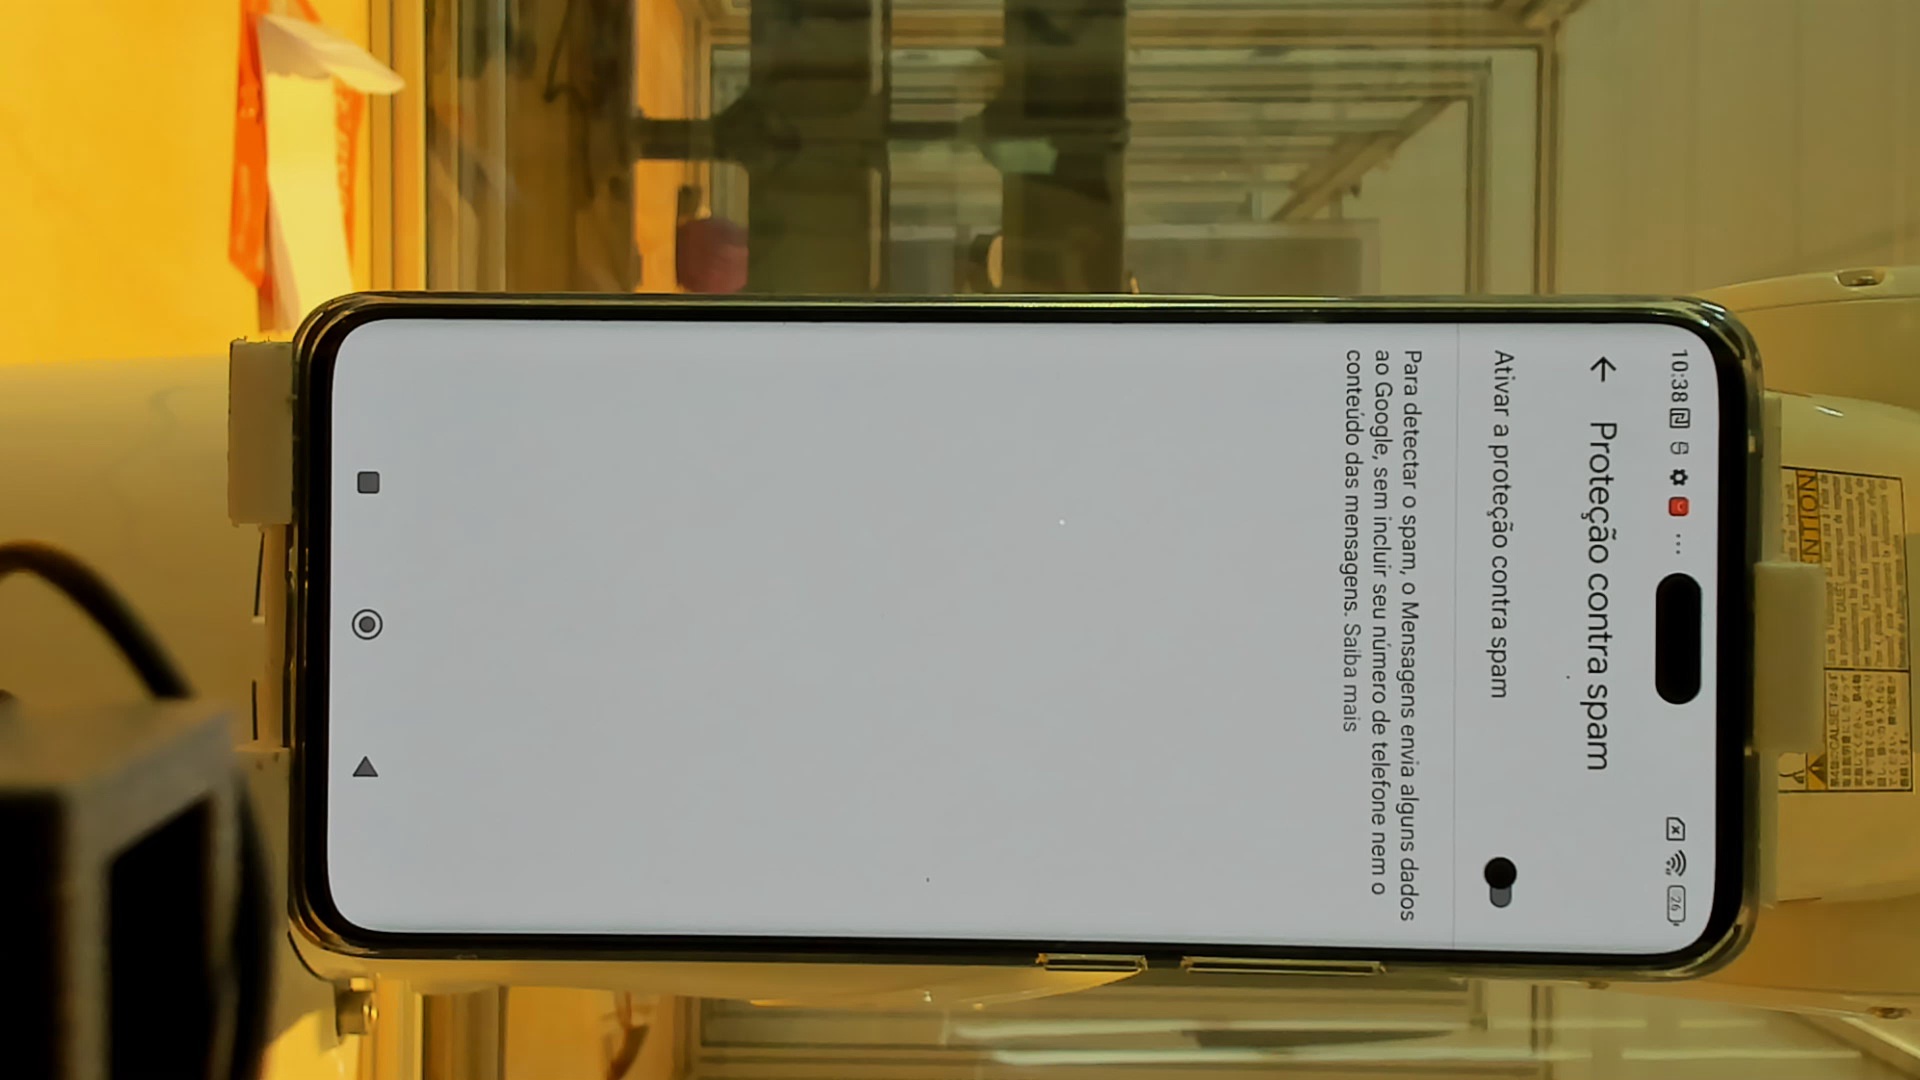 10:38 ...
26
Proteção contra spam
Ativar a proteção contra spam
Para detectar o spam, o Mensagens envia alguns dados
ao Google, sem incluir seu número de telefone nem o
conteúdo das mensagens. Saiba mais